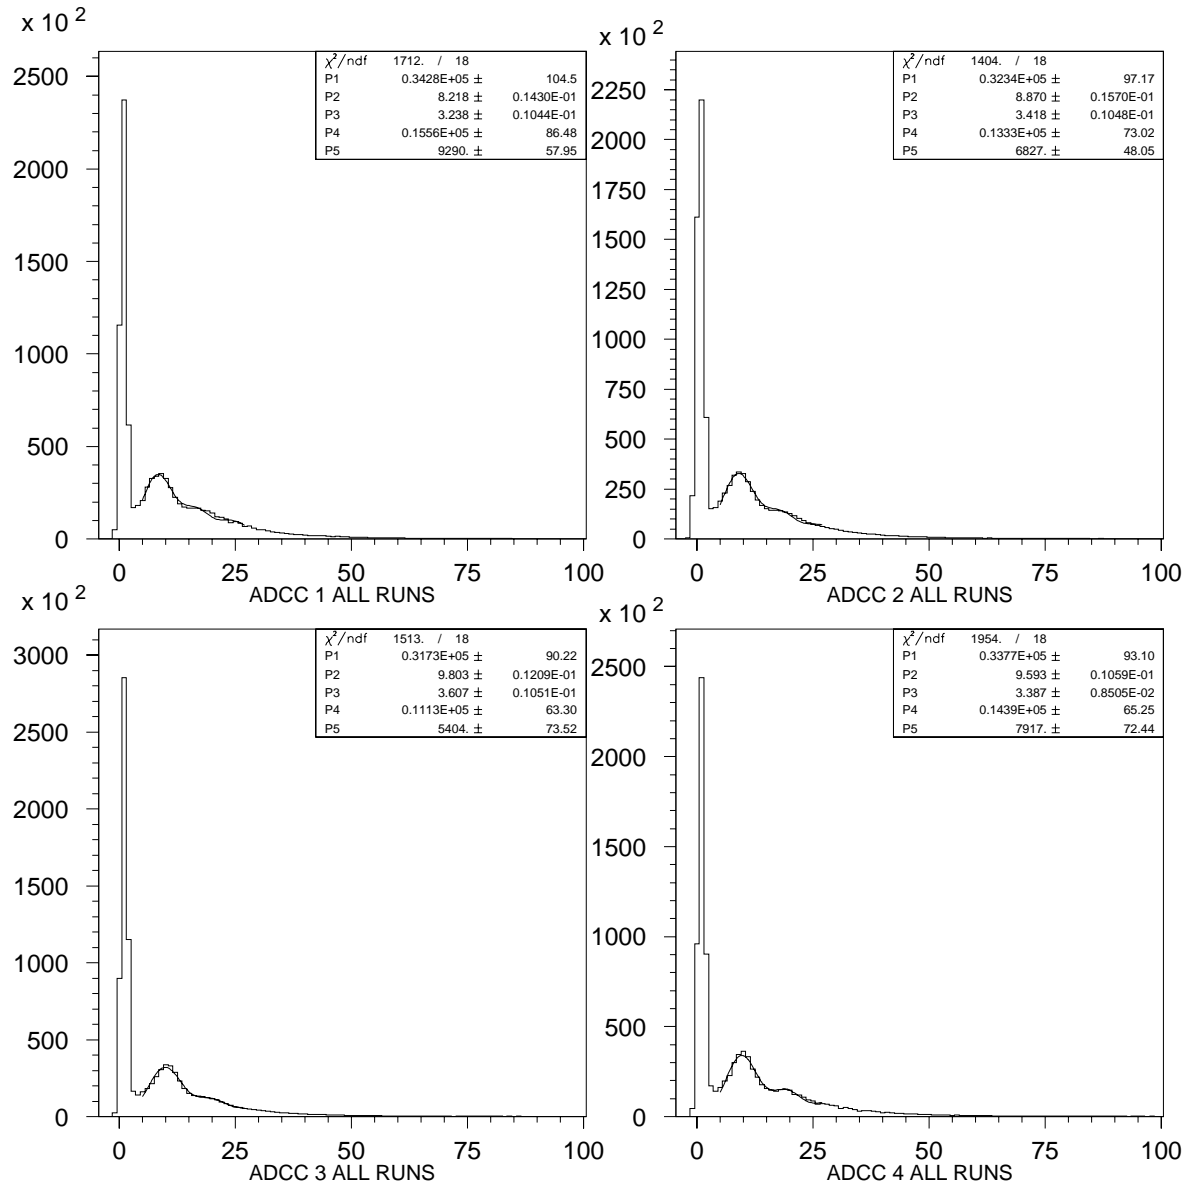 x 10 2
2500
2000
1500
1000
500
0
0 25 50 75 100
ADCC 1 ALL RUNS
χ²/ndf 1712. / 18
P1 0.3428E+05 ± 104.5
P2 8.218 ± 0.1430E-01
P3 3.238 ± 0.1044E-01
P4 0.1556E+05 ± 86.48
P5 9290. ± 57.95
x 10 2
2250
2000
1750
1500
1250
1000
750
500
250
0
0 25 50 75 100
ADCC 2 ALL RUNS
χ²/ndf 1404. / 18
P1 0.3234E+05 ± 97.17
P2 8.870 ± 0.1570E-01
P3 3.418 ± 0.1048E-01
P4 0.1333E+05 ± 73.02
P5 6827. ± 48.05
x 10 2
3000
2500
2000
1500
1000
500
0
0 25 50 75 100
ADCC 3 ALL RUNS
χ²/ndf 1513. / 18
P1 0.3173E+05 ± 90.22
P2 9.803 ± 0.1209E-01
P3 3.607 ± 0.1051E-01
P4 0.1113E+05 ± 63.30
P5 5404. ± 73.52
x 10 2
2500
2000
1500
1000
500
0
0 25 50 75 100
ADCC 4 ALL RUNS
χ²/ndf 1954. / 18
P1 0.3377E+05 ± 93.10
P2 9.593 ± 0.1059E-01
P3 3.387 ± 0.8505E-02
P4 0.1439E+05 ± 65.25
P5 7917. ± 72.44